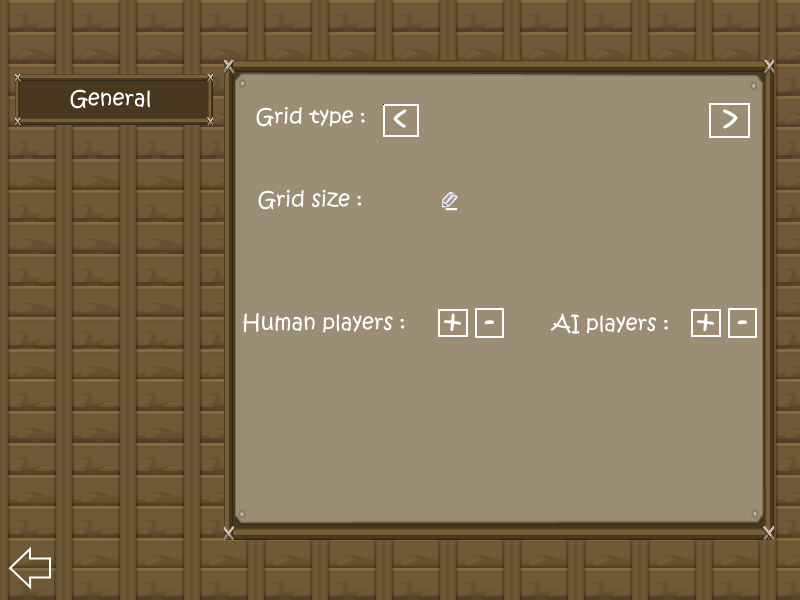 General
Grid type : < >
Grid size :
Human players : + - AI players : + -